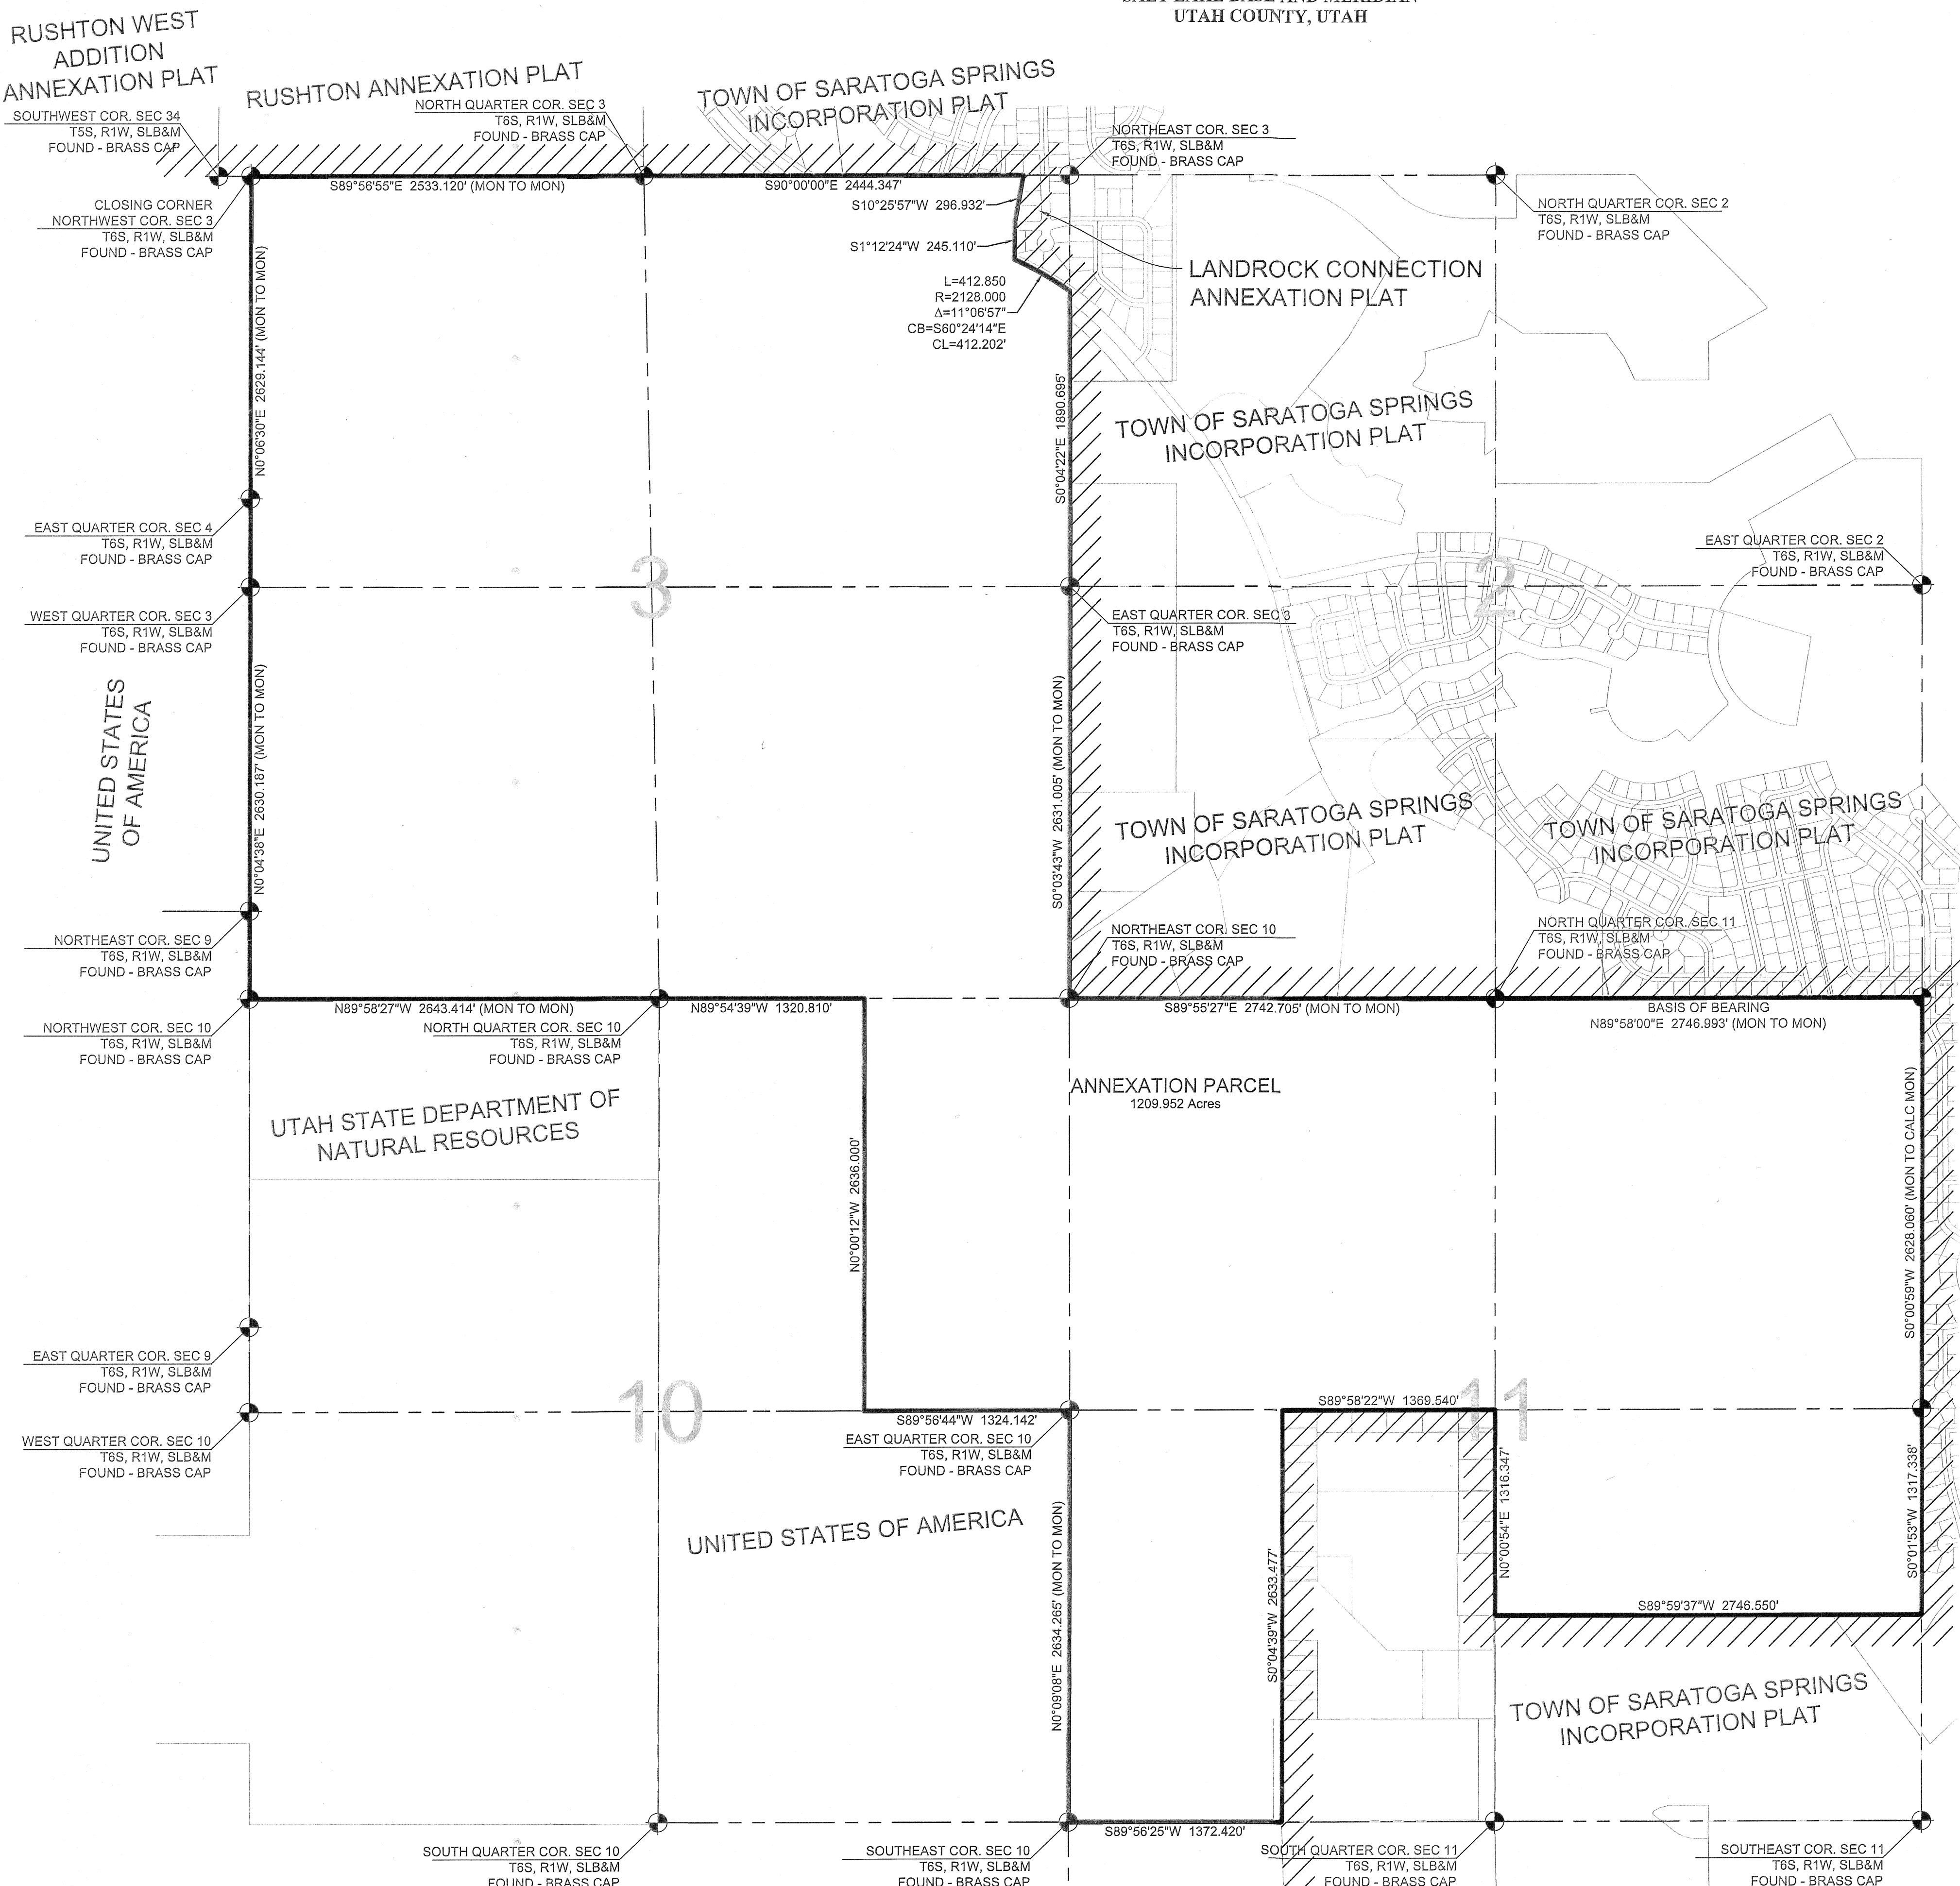 UTAH COUNTY, UTAH
RUSHTON WEST
ADDITION
ANNEXATION PLAT
RUSHTON ANNEXATION PLAT
TOWN OF SARATOGA SPRINGS
INCORPORATION PLAT
SOUTHWEST COR. SEC 34
T5S, R1W, SLB&M
FOUND - BRASS CAP
NORTH QUARTER COR. SEC 3
T6S, R1W, SLB&M
FOUND - BRASS CAP
NORTHEAST COR. SEC 3
T6S, R1W, SLB&M
FOUND - BRASS CAP
S89°56'55"E 2533.120' (MON TO MON)
S90°00'00"E 2444.347'
CLOSING CORNER
NORTHWEST COR. SEC 3
T6S, R1W, SLB&M
FOUND - BRASS CAP
S10°25'57"W 296.932'
NORTH QUARTER COR. SEC 2
T6S, R1W, SLB&M
FOUND - BRASS CAP
S1°12'24"W 245.110'
LANDROCK CONNECTION
ANNEXATION PLAT
L=412.850
R=2128.000
Δ=11°06'57"
CB=S60°24'14"E
CL=412.202'
N0°06'30"E 2629.144' (MON TO MON)
S0°04'22"E 1890.695'
TOWN OF SARATOGA SPRINGS
INCORPORATION PLAT
EAST QUARTER COR. SEC 4
T6S, R1W, SLB&M
FOUND - BRASS CAP
EAST QUARTER COR. SEC 2
T6S, R1W, SLB&M
FOUND - BRASS CAP
3
2
WEST QUARTER COR. SEC 3
T6S, R1W, SLB&M
FOUND - BRASS CAP
EAST QUARTER COR. SEC 3
T6S, R1W, SLB&M
FOUND - BRASS CAP
UNITED STATES
OF AMERICA
N0°04'38"E 2630.187' (MON TO MON)
S0°03'43"W 2631.005' (MON TO MON)
TOWN OF SARATOGA SPRINGS
INCORPORATION PLAT
TOWN OF SARATOGA SPRINGS
INCORPORATION PLAT
NORTHEAST COR. SEC 9
T6S, R1W, SLB&M
FOUND - BRASS CAP
NORTHEAST COR. SEC 10
T6S, R1W, SLB&M
FOUND - BRASS CAP
NORTH QUARTER COR. SEC 11
T6S, R1W, SLB&M
FOUND - BRASS CAP
N89°58'27"W 2643.414' (MON TO MON)
N89°54'39"W 1320.810'
S89°55'27"E 2742.705' (MON TO MON)
BASIS OF BEARING
N89°58'00"E 2746.993' (MON TO MON)
NORTHWEST COR. SEC 10
T6S, R1W, SLB&M
FOUND - BRASS CAP
NORTH QUARTER COR. SEC 10
T6S, R1W, SLB&M
FOUND - BRASS CAP
UTAH STATE DEPARTMENT OF
NATURAL RESOURCES
ANNEXATION PARCEL
1209.952 Acres
N0°00'12"W 2636.000'
S0°00'59"W 2628.060' (MON TO CALC MON)
EAST QUARTER COR. SEC 9
T6S, R1W, SLB&M
FOUND - BRASS CAP
10
11
S89°58'22"W 1369.540'
S89°56'44"W 1324.142'
WEST QUARTER COR. SEC 10
T6S, R1W, SLB&M
FOUND - BRASS CAP
EAST QUARTER COR. SEC 10
T6S, R1W, SLB&M
FOUND - BRASS CAP
UNITED STATES OF AMERICA
N0°09'08"E 2634.265' (MON TO MON)
S0°04'39"W 2633.477'
N0°00'54"E 1316.347'
S0°01'53"W 1317.338'
S89°59'37"W 2746.550'
TOWN OF SARATOGA SPRINGS
INCORPORATION PLAT
S89°56'25"W 1372.420'
SOUTH QUARTER COR. SEC 10
T6S, R1W, SLB&M
FOUND - BRASS CAP
SOUTHEAST COR. SEC 10
T6S, R1W, SLB&M
FOUND - BRASS CAP
SOUTH QUARTER COR. SEC 11
T6S, R1W, SLB&M
FOUND - BRASS CAP
SOUTHEAST COR. SEC 11
T6S, R1W, SLB&M
FOUND - BRASS CAP